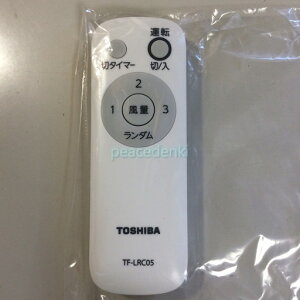 運転
切タイマー 切/入
2
1 風量 3
ランダム
peacedenki
TOSHIBA
TF-LRC05